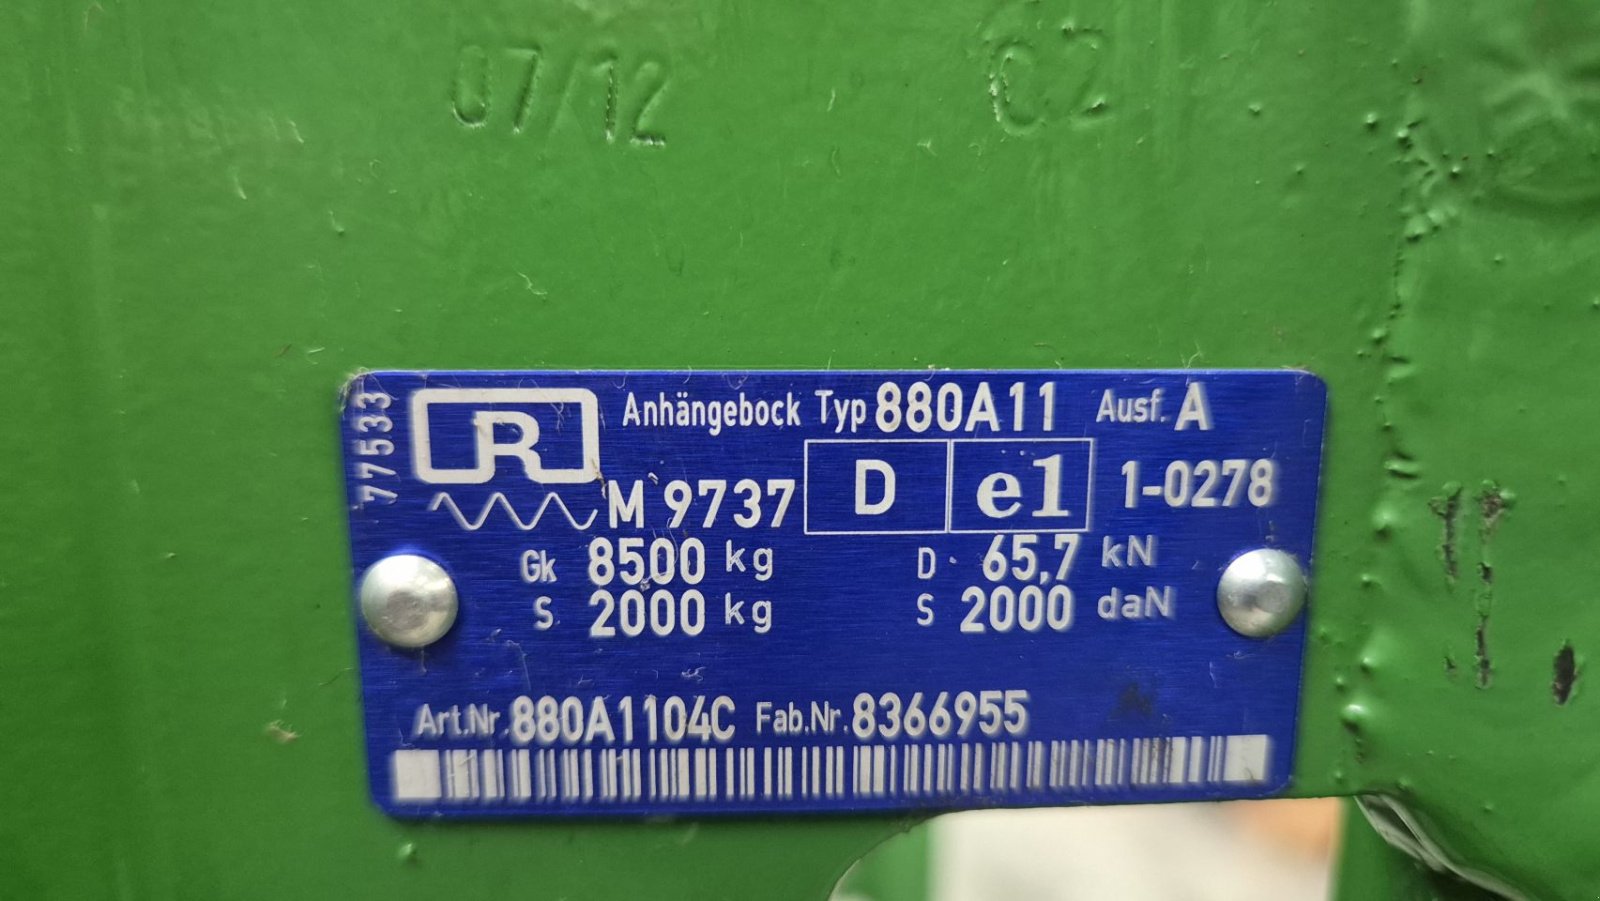 07/12 02
77533
R Anhängebock Typ 880A11 Ausf. A
M 9737 D e1 1-0278
Gk 8500 kg D 65,7 kN
S 2000 kg S 2000 daN
Art.Nr. 880A1104C Fab.Nr. 8366955